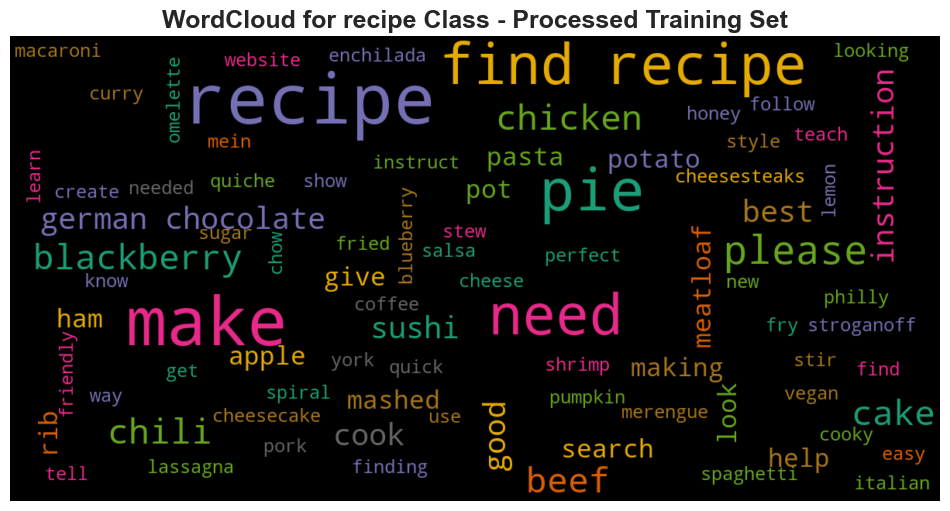 WordCloud for recipe Class - Processed Training Set
macaroni
website
enchilada
find recipe
looking
curry
omelette
recipe
chicken
honey
follow
instruction
mein
style
teach
learn
instruct
pasta
potato
create
needed
quiche
show
pot
pie
cheesesteaks
lemon
german chocolate
sugar
blueberry
best
blackberry
chow
fried
stew
salsa
perfect
meatloaf
please
know
give
cheese
new
coffee
philly
ham
make
sushi
need
fry
stroganoff
friendly
apple
york
quick
shrimp
making
stir
find
get
way
spiral
mashed
pumpkin
look
vegan
rib
cheesecake
use
good
merengue
cake
chili
cook
pork
search
cooky
tell
lassagna
finding
beef
spaghetti
help
easy
italian